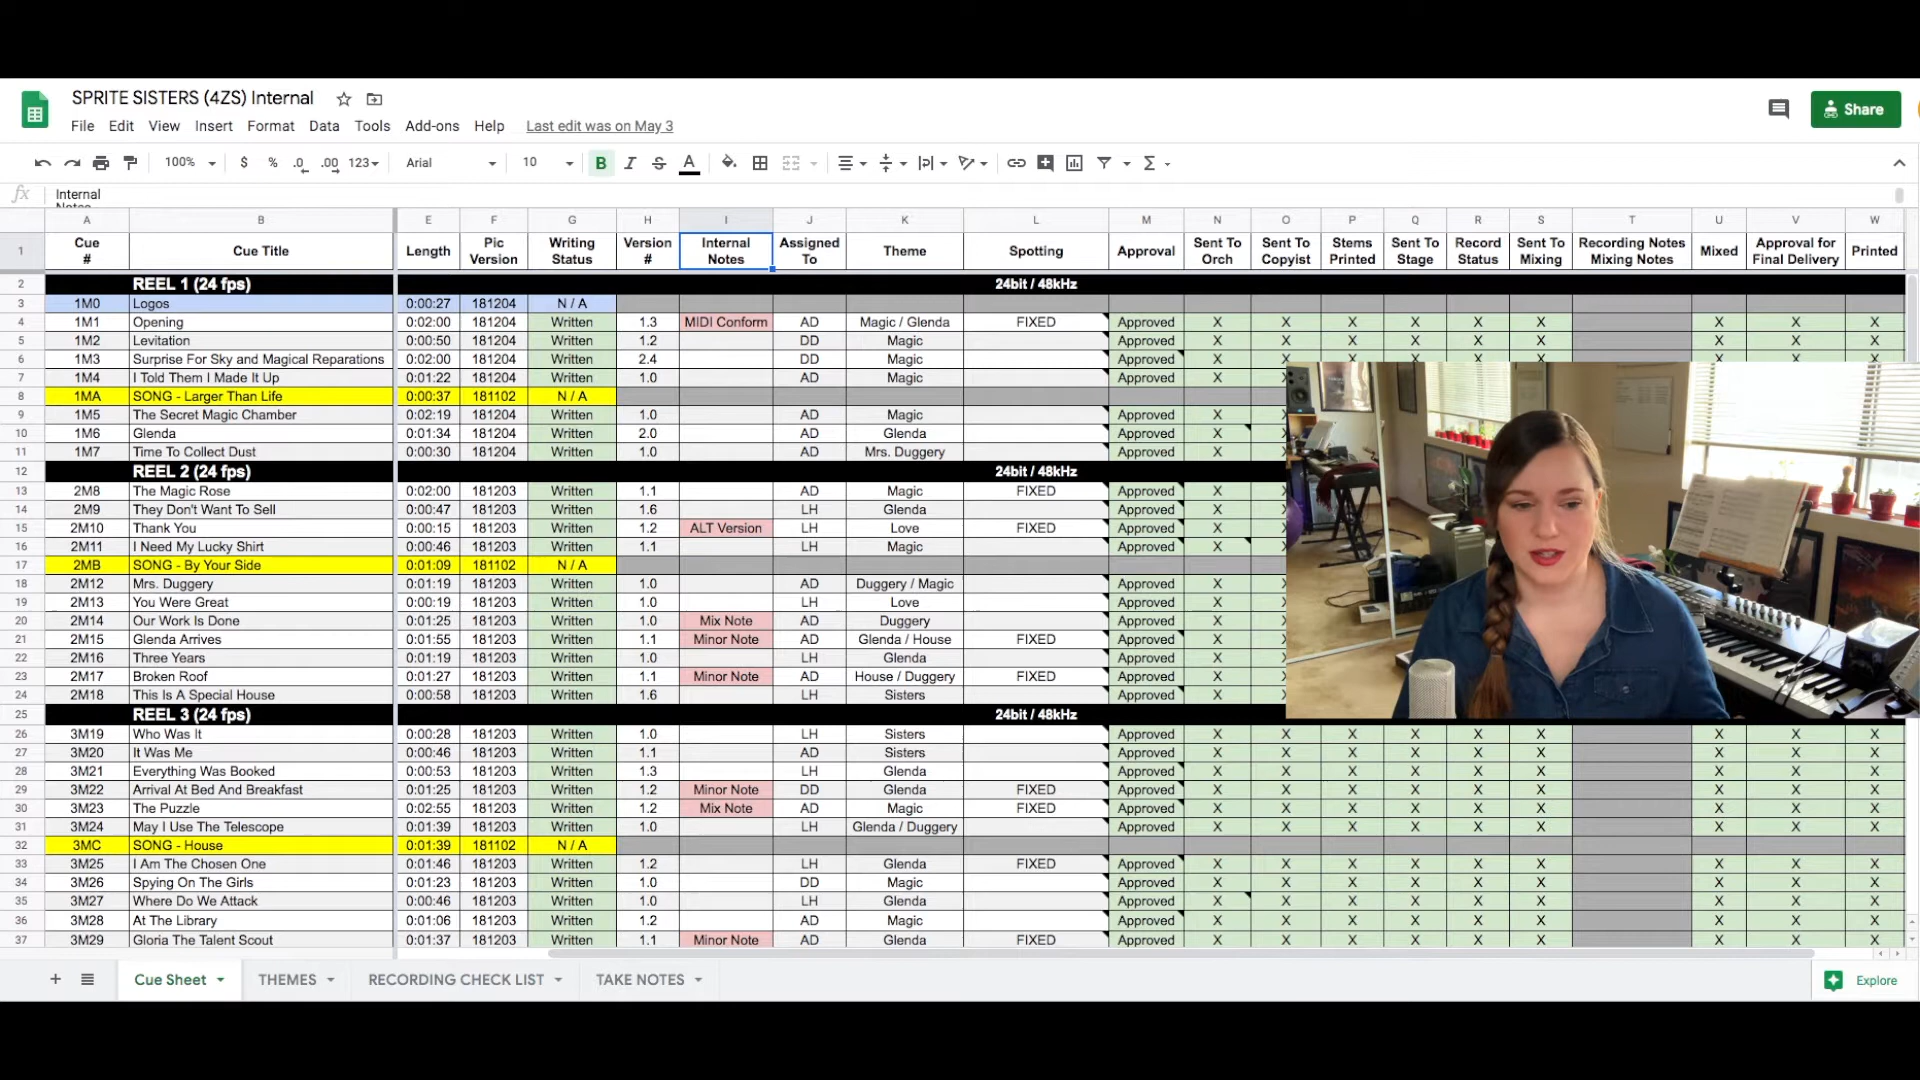 SPRITE SISTERS (4ZS) Internal
Share
File Edit View Insert Format Data Tools Add-ons Help Last edit was on May 3
100% $ % .0 .00 123 Arial 10 B I S A
fx Internal
Notes
A B E F G H I J K L M N O P Q R S T U V W
1 Cue # Cue Title Length Pic Version Writing Status Version # Internal Notes Assigned To Theme Spotting Approval Sent To Orch Sent To Copyist Stems Printed Sent To Stage Record Status Sent To Mixing Recording Notes Mixing Notes Mixed Approval for Final Delivery Printed
2 REEL 1 (24 fps) 24bit / 48kHz
3 1M0 Logos 0:00:27 181204 N / A
4 1M1 Opening 0:02:00 181204 Written 1.3 MIDI Conform AD Magic / Glenda FIXED Approved X X X X X X X X X
5 1M2 Levitation 0:00:50 181204 Written 1.2 DD Magic Approved X X X X X X X X X
6 1M3 Surprise For Sky and Magical Reparations 0:02:00 181204 Written 2.4 DD Magic Approved X X X X X X X X X
7 1M4 I Told Them I Made It Up 0:01:22 181204 Written 1.0 AD Magic Approved X
8 1MA SONG - Larger Than Life 0:00:37 181102 N / A
9 1M5 The Secret Magic Chamber 0:02:19 181204 Written 1.0 AD Magic Approved X
10 1M6 Glenda 0:01:34 181204 Written 2.0 AD Glenda Approved X
11 1M7 Time To Collect Dust 0:00:30 181204 Written 1.0 AD Mrs. Duggery Approved X
12 REEL 2 (24 fps) 24bit / 48kHz
13 2M8 The Magic Rose 0:02:00 181203 Written 1.1 AD Magic FIXED Approved X
14 2M9 They Don't Want To Sell 0:00:47 181203 Written 1.6 LH Glenda Approved X
15 2M10 Thank You 0:00:15 181203 Written 1.2 ALT Version LH Love FIXED Approved X
16 2M11 I Need My Lucky Shirt 0:00:46 181203 Written 1.1 LH Magic Approved X
17 2MB SONG - By Your Side 0:01:09 181102 N / A
18 2M12 Mrs. Duggery 0:01:19 181203 Written 1.0 AD Duggery / Magic Approved X
19 2M13 You Were Great 0:00:19 181203 Written 1.0 LH Love Approved X
20 2M14 Our Work Is Done 0:01:25 181203 Written 1.0 Mix Note AD Duggery Approved X
21 2M15 Glenda Arrives 0:01:55 181203 Written 1.1 Minor Note AD Glenda / House FIXED Approved X
22 2M16 Three Years 0:01:19 181203 Written 1.0 LH Glenda Approved X
23 2M17 Broken Roof 0:01:27 181203 Written 1.1 Minor Note AD House / Duggery FIXED Approved X
24 2M18 This Is A Special House 0:00:58 181203 Written 1.6 LH Sisters Approved X
25 REEL 3 (24 fps) 24bit / 48kHz
26 3M19 Who Was It 0:00:28 181203 Written 1.0 LH Sisters Approved X X X X X X X X X
27 3M20 It Was Me 0:00:46 181203 Written 1.1 AD Sisters Approved X X X X X X X X X
28 3M21 Everything Was Booked 0:00:53 181203 Written 1.3 LH Glenda Approved X X X X X X X X X
29 3M22 Arrival At Bed And Breakfast 0:01:25 181203 Written 1.2 Minor Note DD Glenda FIXED Approved X X X X X X X X X
30 3M23 The Puzzle 0:02:55 181203 Written 1.2 Mix Note AD Magic FIXED Approved X X X X X X X X X
31 3M24 May I Use The Telescope 0:01:39 181203 Written 1.0 LH Glenda / Duggery Approved X X X X X X X X X
32 3MC SONG - House 0:01:39 181102 N / A
33 3M25 I Am The Chosen One 0:01:46 181203 Written 1.2 LH Glenda FIXED Approved X X X X X X X X X
34 3M26 Spying On The Girls 0:01:23 181203 Written 1.0 DD Magic Approved X X X X X X X X X
35 3M27 Where Do We Attack 0:00:46 181203 Written 1.0 LH Glenda Approved X X X X X X X X X
36 3M28 At The Library 0:01:06 181203 Written 1.2 AD Magic Approved X X X X X X X X X
37 3M29 Gloria The Talent Scout 0:01:37 181203 Written 1.1 Minor Note AD Glenda FIXED Approved X X X X X X X X X
+ Cue Sheet THEMES RECORDING CHECK LIST TAKE NOTES Explore